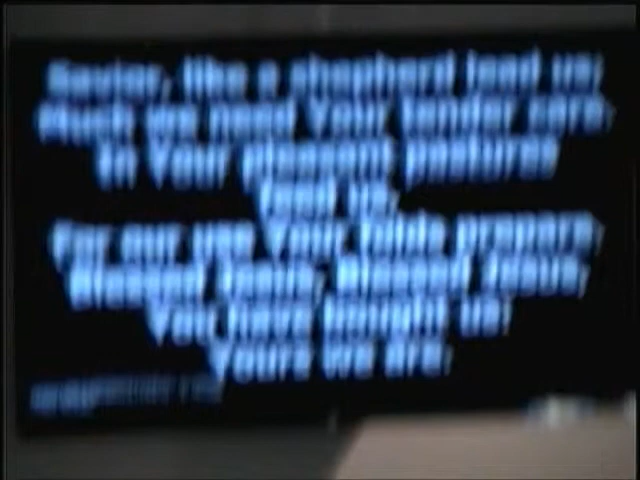 Savior, like a shepherd lead us,
Much we need Your tender care;
In Your pleasant pastures
feed us,
For our use Your folds prepare:
Blessed Jesus, Blessed Jesus,
You have bought us,
Yours we are.